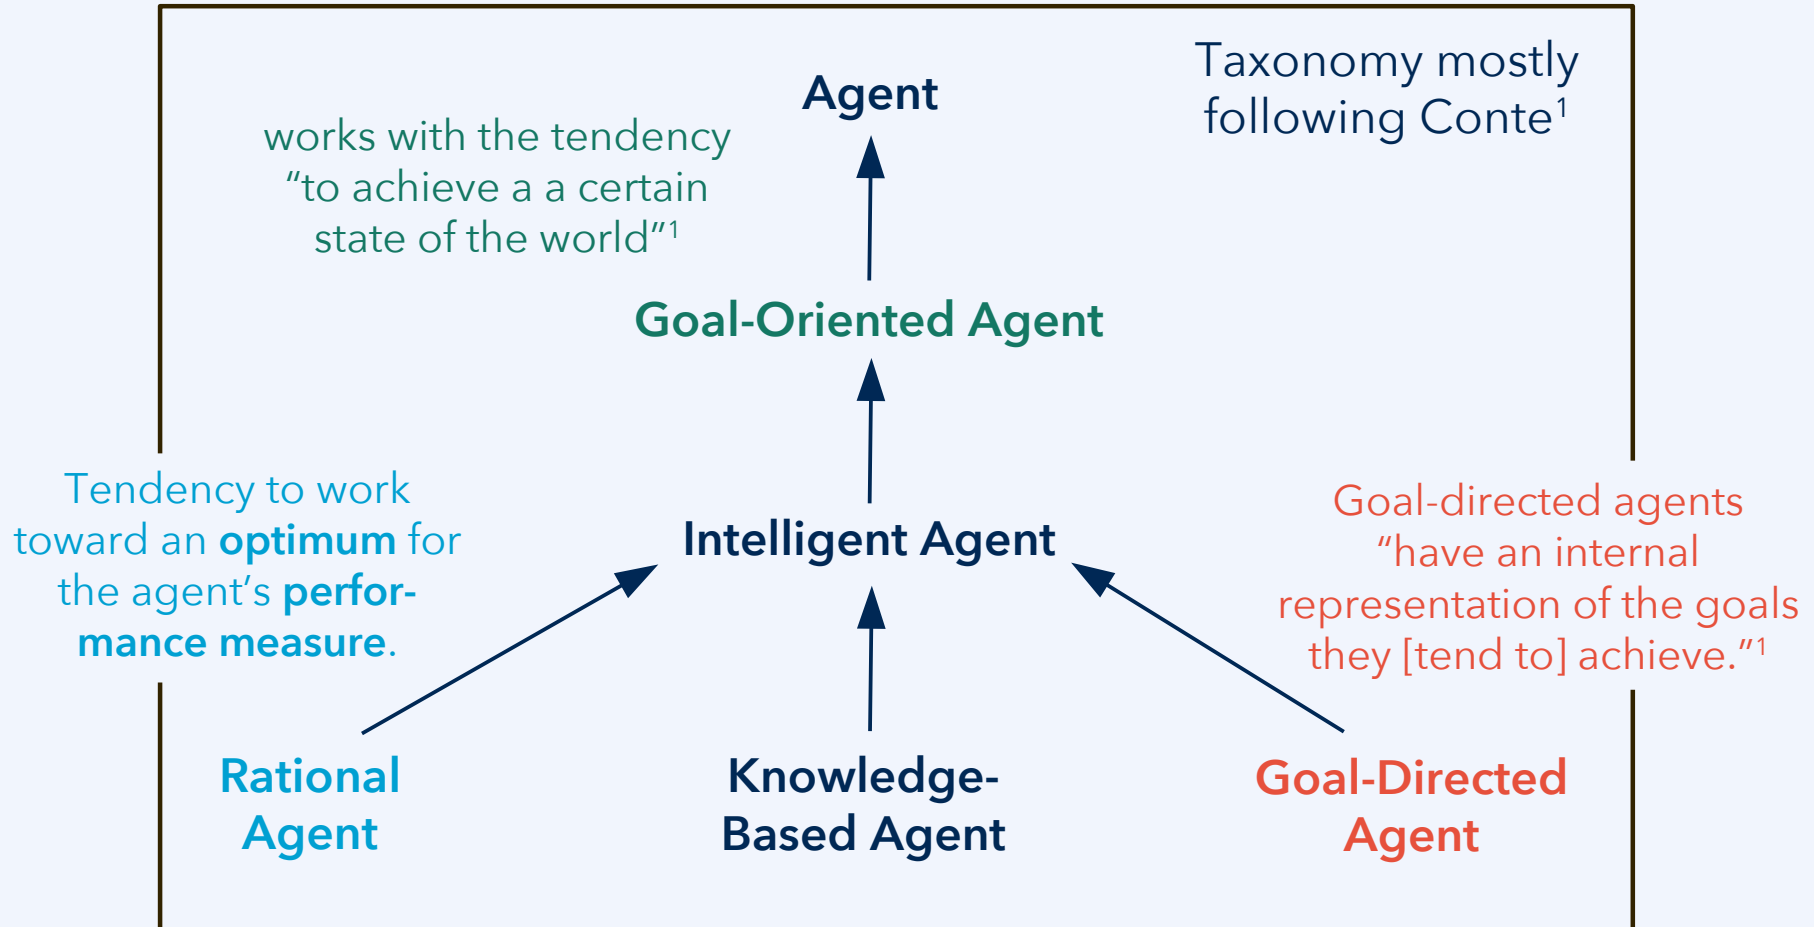 Agent
Taxonomy mostly
following Conte¹
works with the tendency
“to achieve a a certain
state of the world”¹
Goal-Oriented Agent
Tendency to work
toward an optimum for
the agent’s perfor-
mance measure.
Intelligent Agent
Goal-directed agents
“have an internal
representation of the goals
they [tend to] achieve.”¹
Rational
Agent
Knowledge-
Based Agent
Goal-Directed
Agent